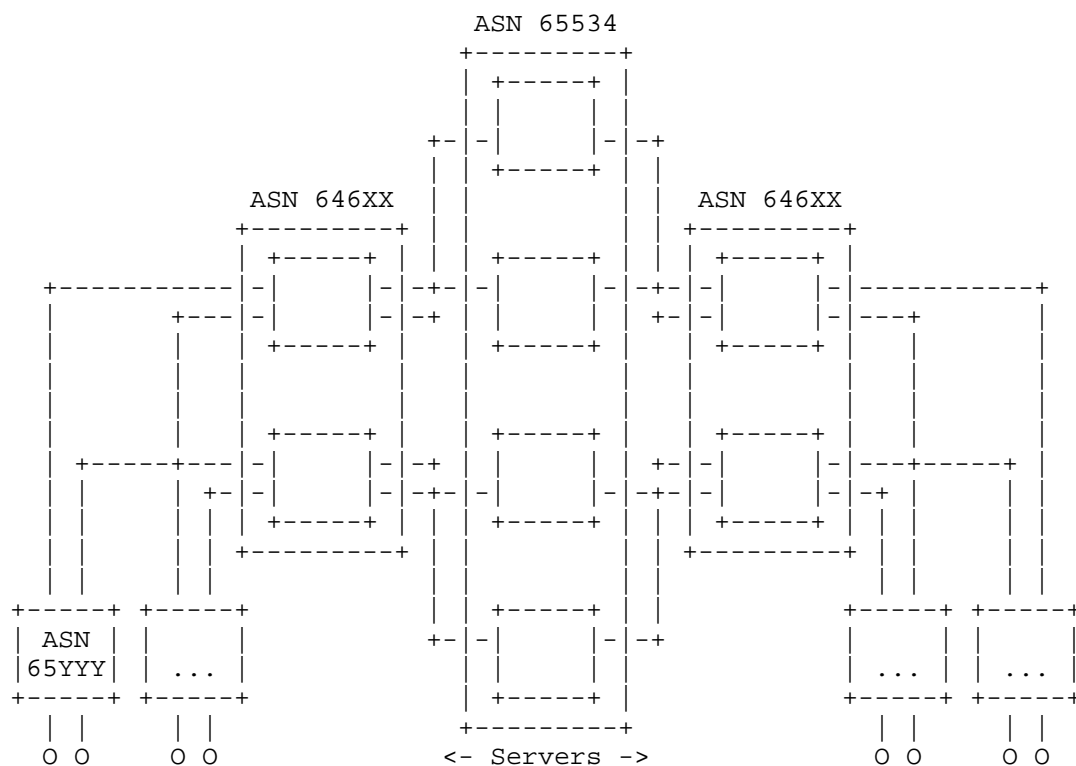 ASN 65534
ASN 646XX
ASN 646XX
ASN
65YYY
...
...
...
<- Servers ->
O O
O O
O O
O O